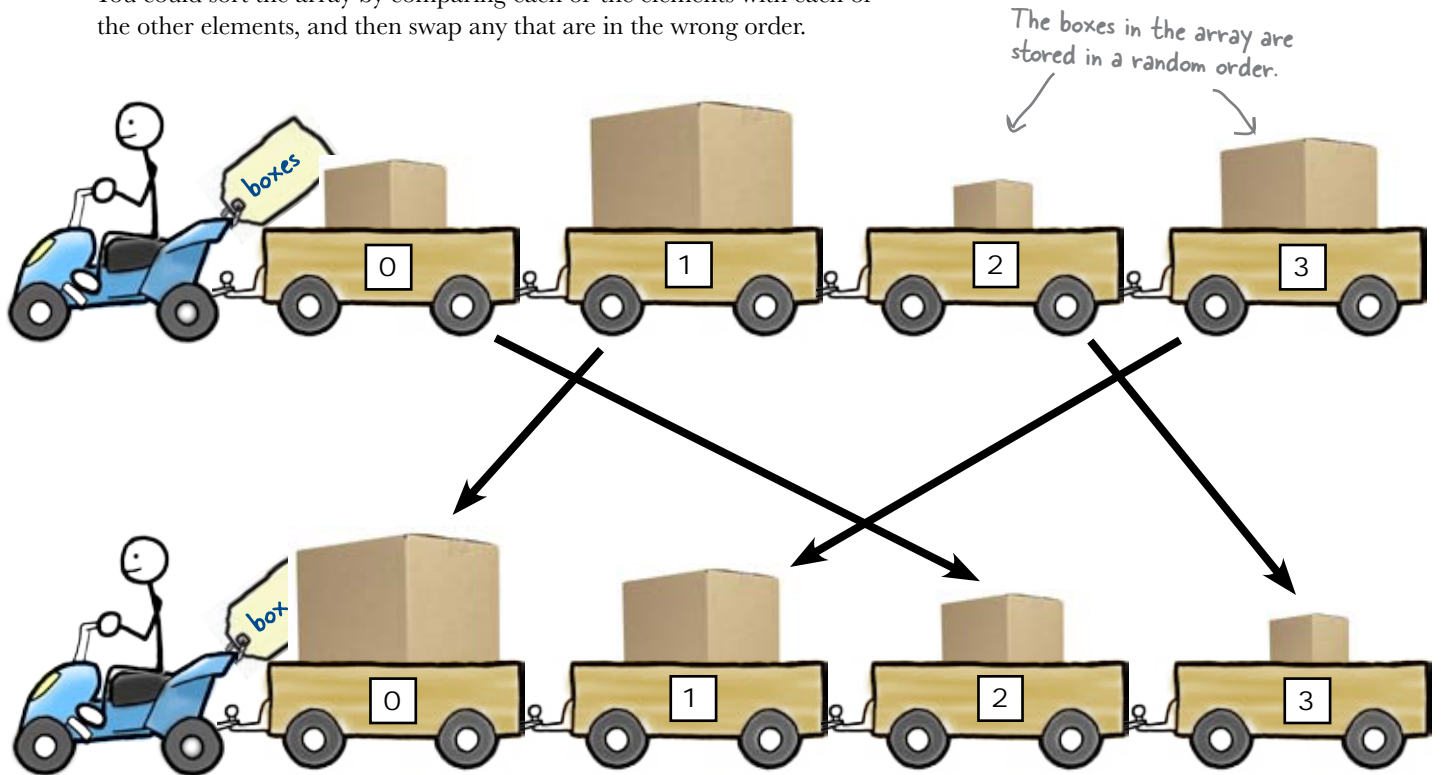 the other elements, and then swap any that are in the wrong order.
The boxes in the array are
stored in a random order.
boxes
0
1
2
3
box
0
1
2
3